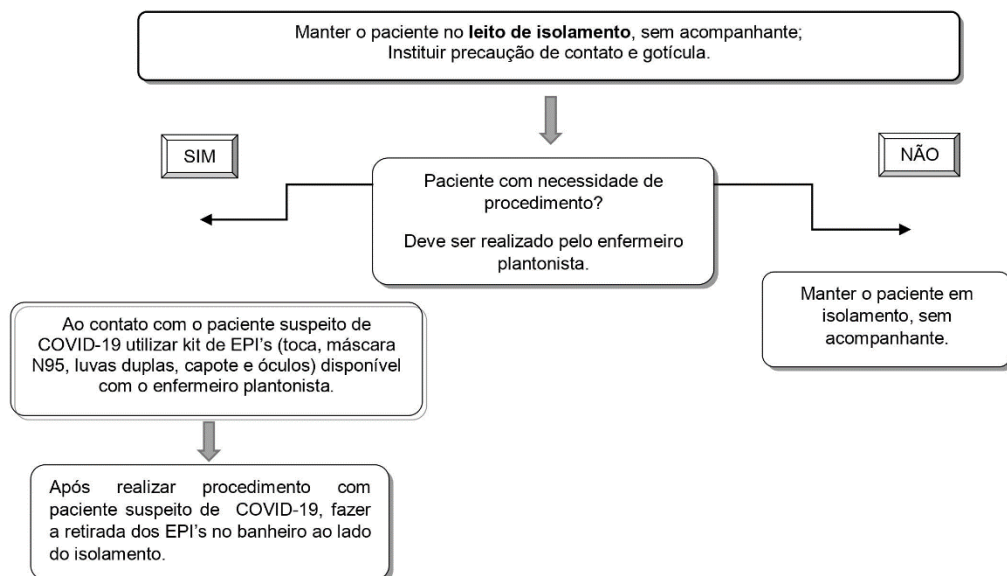 Manter o paciente no leito de isolamento, sem acompanhante;
Instituir precaução de contato e gotícula.
SIM
NÃO
Paciente com necessidade de
procedimento?
Deve ser realizado pelo enfermeiro
plantonista.
Manter o paciente em
isolamento, sem
acompanhante.
Ao contato com o paciente suspeito de
COVID-19 utilizar kit de EPI's (toca, máscara
N95, luvas duplas, capote e óculos) disponível
com o enfermeiro plantonista.
Após realizar procedimento com
paciente suspeito de COVID-19, fazer
a retirada dos EPI's no banheiro ao lado
do isolamento.